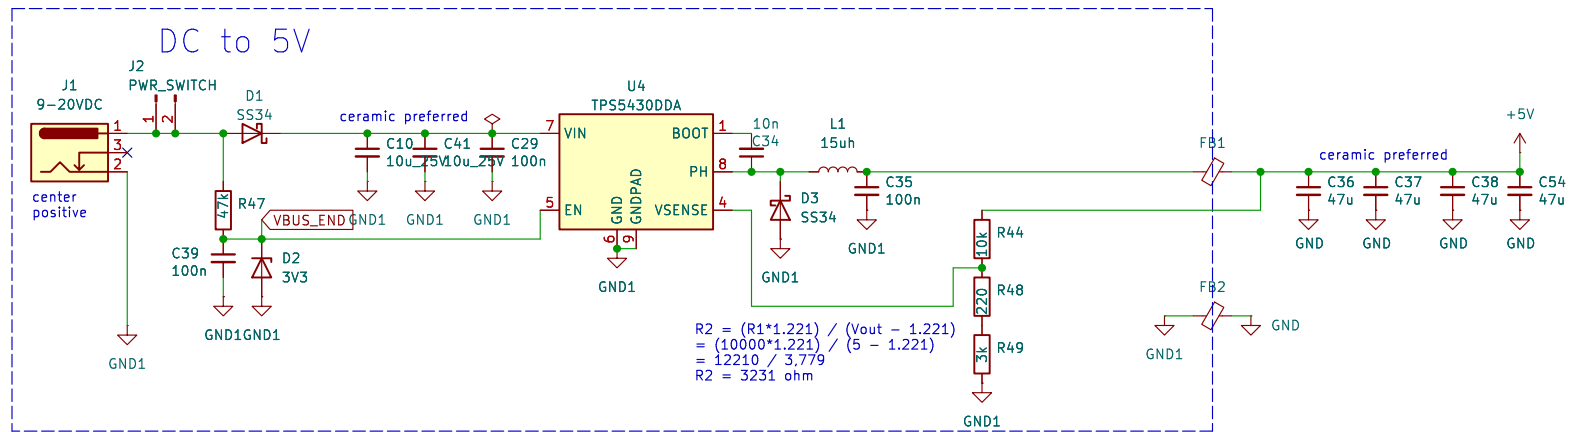 DC to 5V
J1
9-20VDC
1
3
2
center
positive
GND1
J2
PWR_SWITCH
1
2
D1
SS34
47k
R47
C39
100n
GND1
VBUS_END
D2
3V3
GND1
ceramic preferred
C10
10u_25V
GND1
C41
10u_25V
GND1
C29
100n
GND1
U4
TPS5430DDA
7
VIN
5
EN
BOOT
1
PH
8
VSENSE
4
GND
6
GNDPAD
9
GND1
10n
C34
D3
SS34
GND1
L1
15uh
C35
100n
GND1
R2 = (R1*1.221) / (Vout - 1.221)
= (10000*1.221) / (5 - 1.221)
= 12210 / 3,779
R2 = 3231 ohm
10k
R44
220
R48
3k
R49
GND1
FB1
FB2
GND1
GND
ceramic preferred
+5V
C36
47u
GND
C37
47u
GND
C38
47u
GND
C54
47u
GND